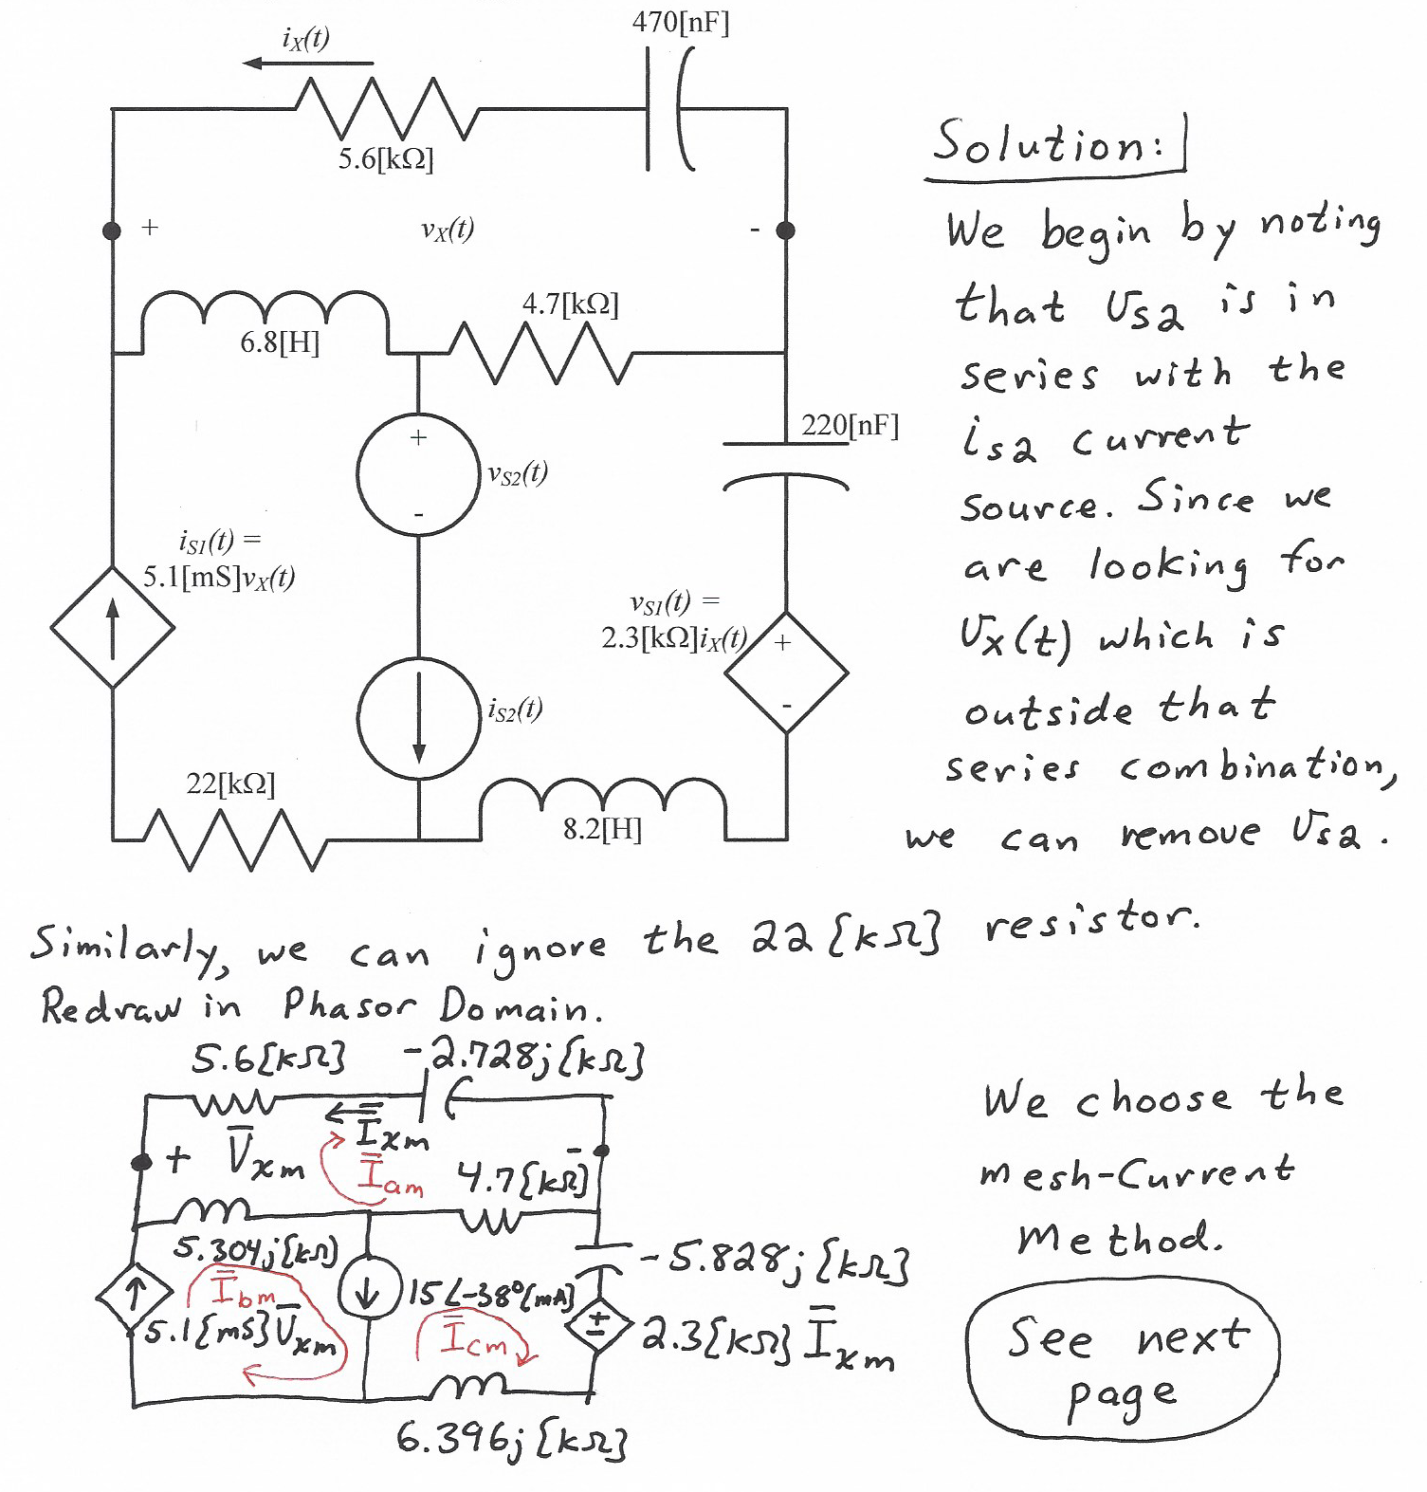 470[nF]
iX(t)
5.6[kΩ]
Solution:
+ vX(t) -
We begin by noting
that vs2 is in
4.7[kΩ]
6.8[H]
series with the
+
220[nF]
is2 current
vS2(t)
-
source. Since we
iS1(t) =
5.1[mS]vX(t)
are looking for
vS1(t) =
2.3[kΩ]iX(t)
+
vx(t) which is
iS2(t)
-
outside that
series combination,
22[kΩ]
8.2[H]
we can remove vs2.
Similarly, we can ignore the 22[kΩ] resistor.
Redraw in Phasor Domain.
5.6[kΩ] -2.728j[kΩ]
We choose the
Ixm
+ Vxm -
Iam
4.7[kΩ]
mesh-Current
Method.
5.304j[kΩ]
-5.828j[kΩ]
Ibm
15∠-38°[mA]
5.1[mS]Vxm
Icm
±
2.3[kΩ]Ixm
See next
page
6.396j[kΩ]